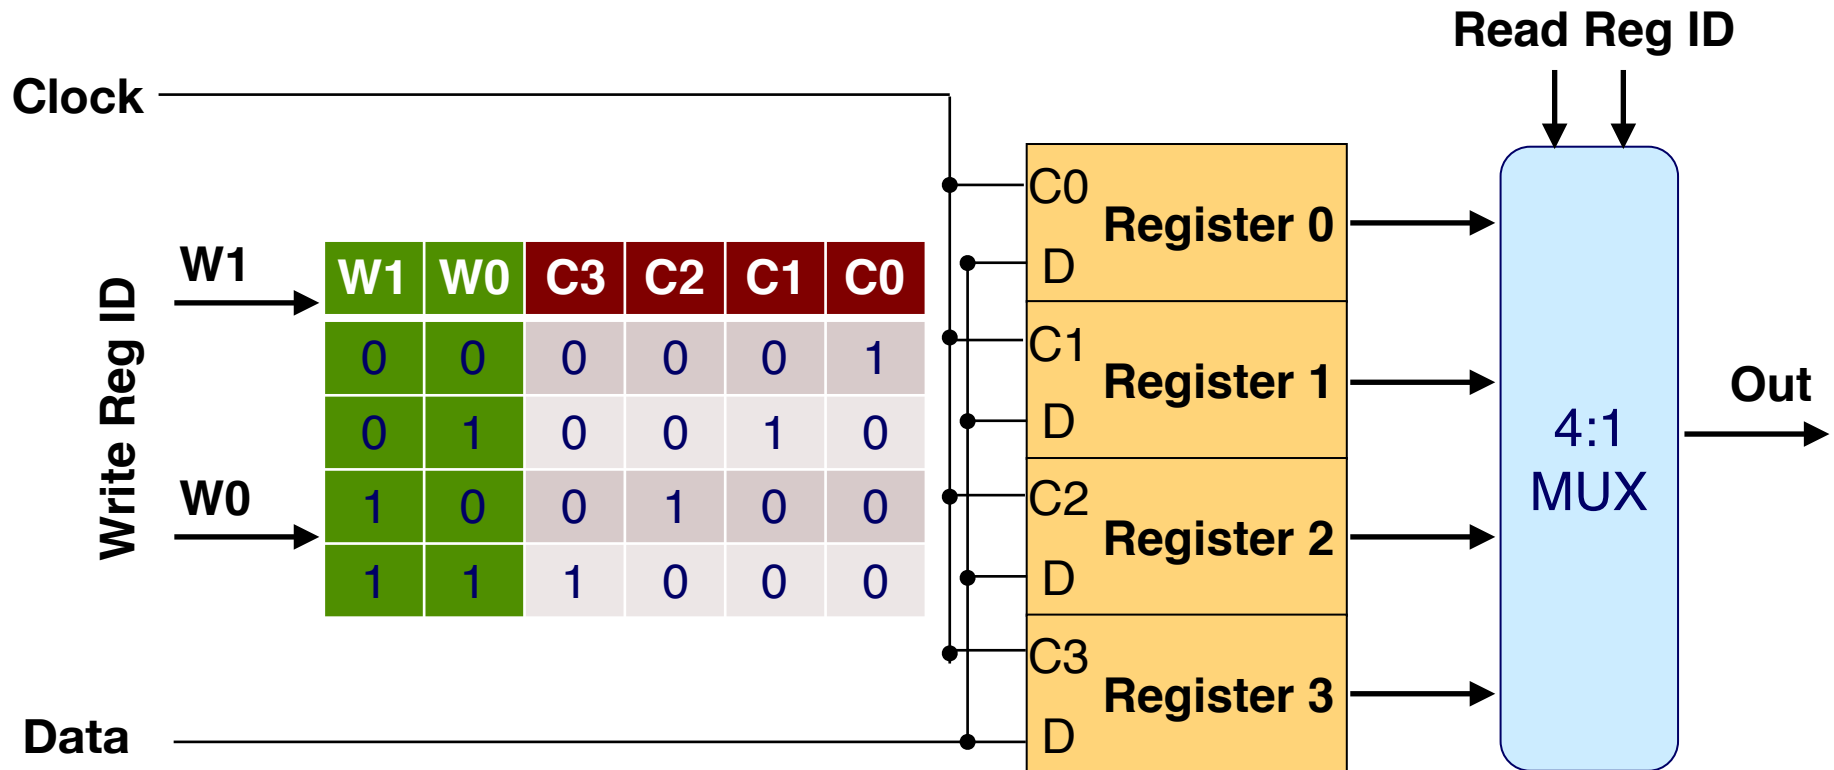 Read Reg ID
Clock
Write Reg ID
W1
W0
W1 W0 C3 C2 C1 C0
0 0 0 0 0 1
0 1 0 0 1 0
1 0 0 1 0 0
1 1 1 0 0 0
Data
C0
Register 0
D
C1
Register 1
D
C2
Register 2
D
C3
Register 3
D
4:1
MUX
Out